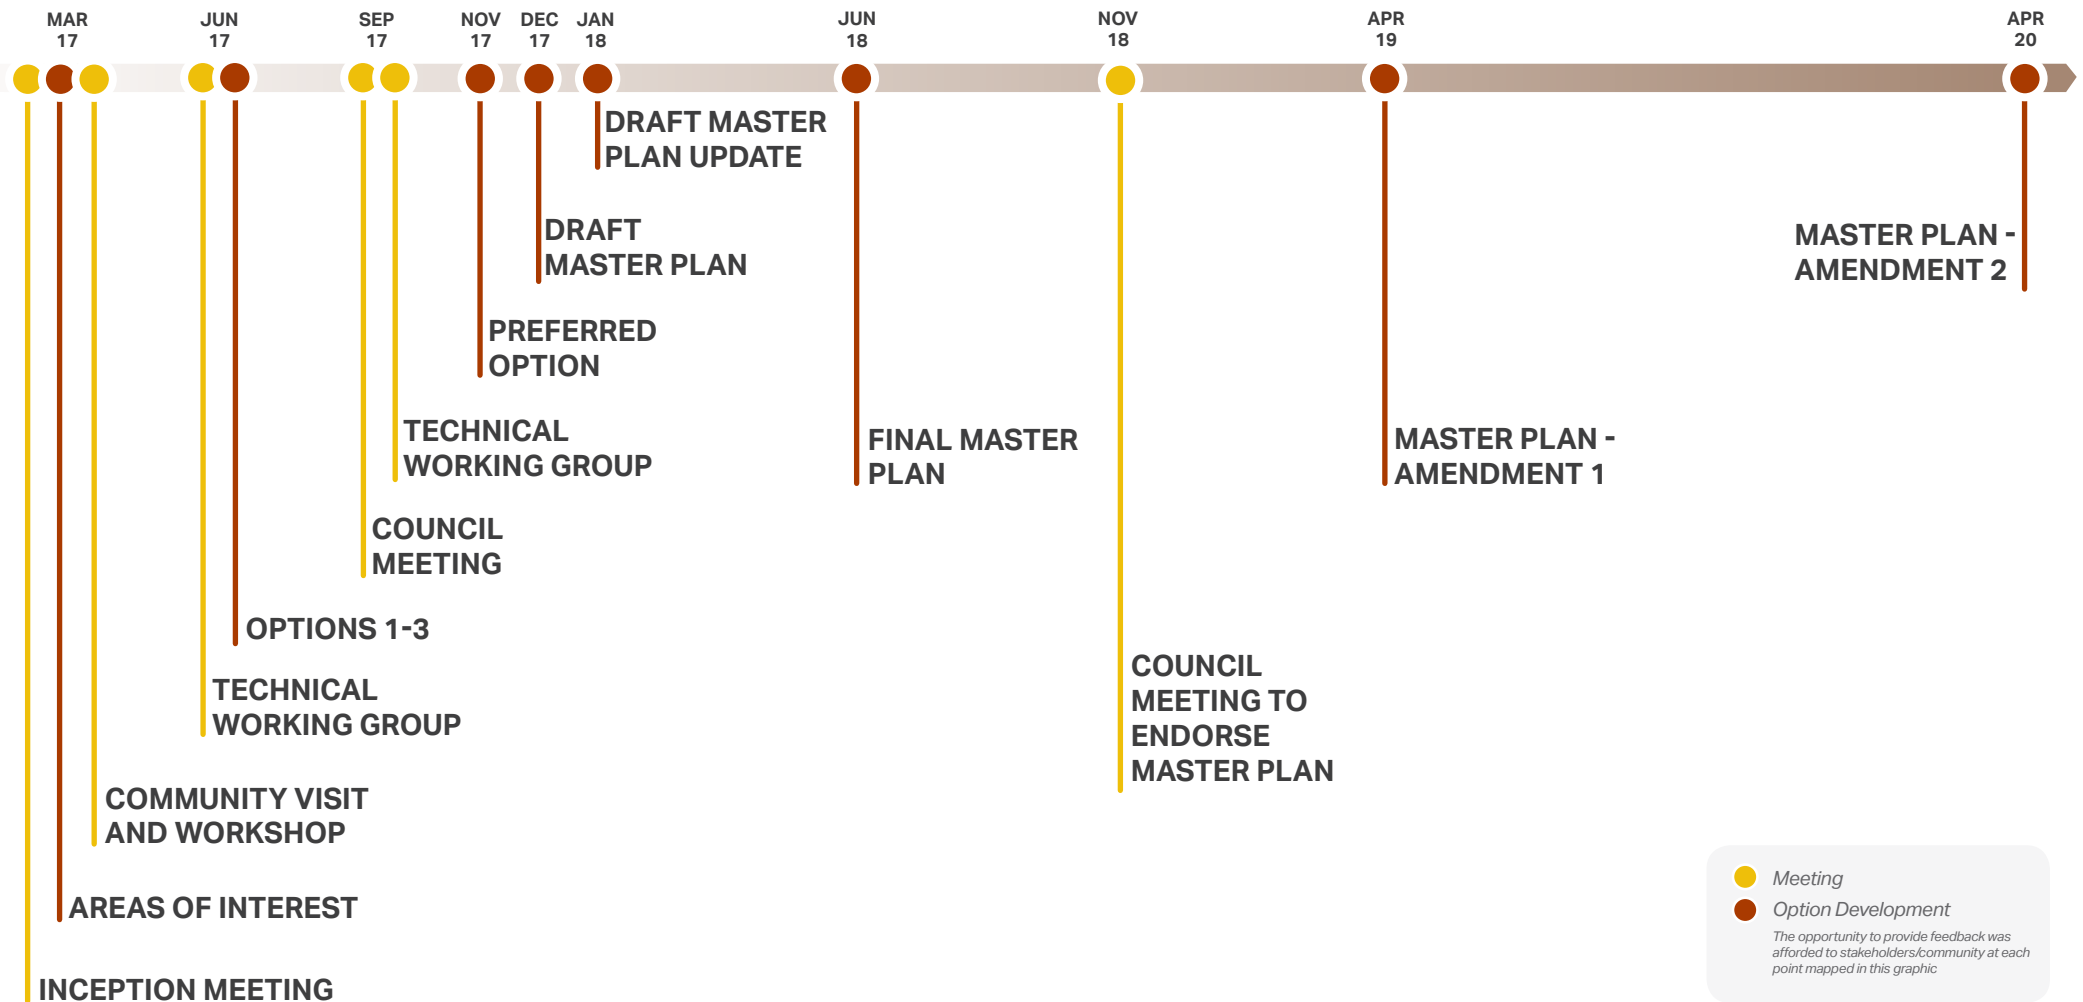 MAR
17
JUN
17
SEP
17
NOV
17
DEC
17
JAN
18
JUN
18
NOV
18
APR
19
APR
20
DRAFT MASTER
PLAN UPDATE
DRAFT
MASTER PLAN
PREFERRED
OPTION
TECHNICAL
WORKING GROUP
COUNCIL
MEETING
OPTIONS 1-3
TECHNICAL
WORKING GROUP
COMMUNITY VISIT
AND WORKSHOP
AREAS OF INTEREST
INCEPTION MEETING
FINAL MASTER
PLAN
COUNCIL
MEETING TO
ENDORSE
MASTER PLAN
MASTER PLAN -
AMENDMENT 1
MASTER PLAN -
AMENDMENT 2
Meeting
Option Development
The opportunity to provide feedback was
afforded to stakeholders/community at each
point mapped in this graphic